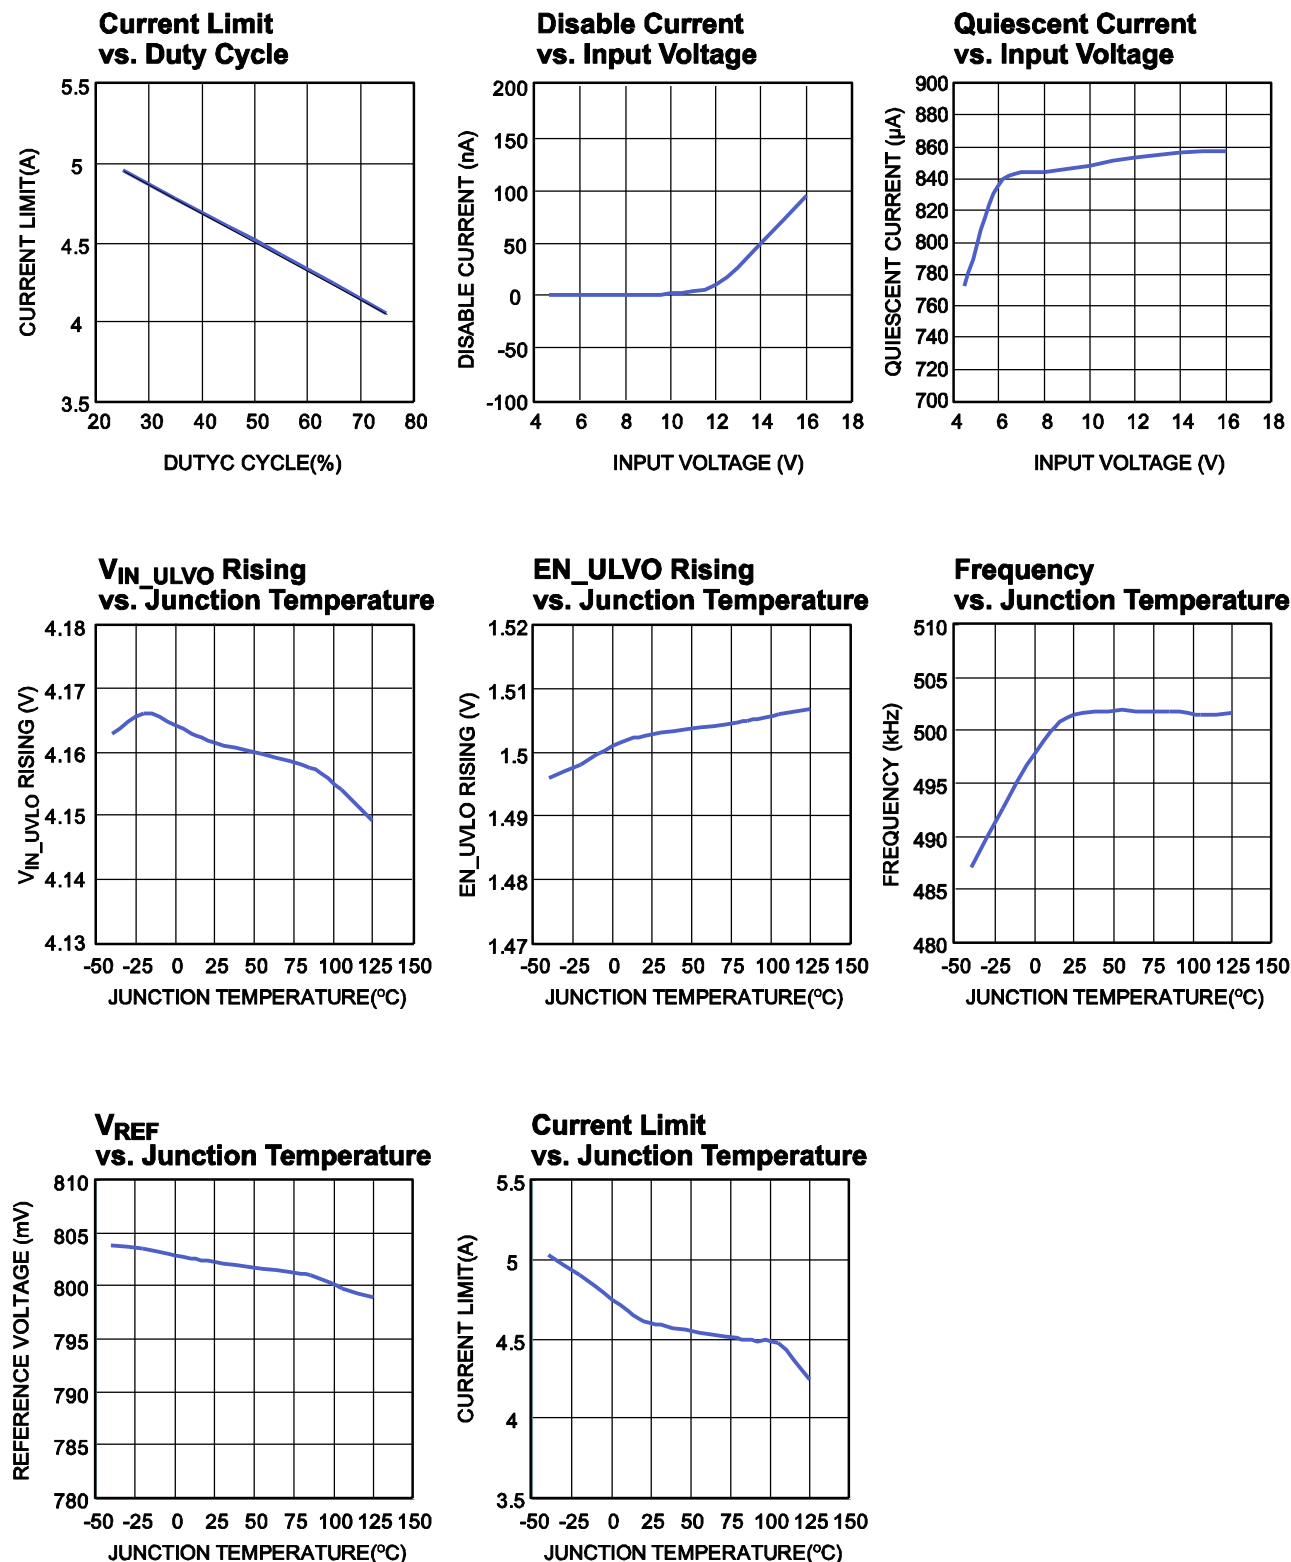 Current Limit
vs. Duty Cycle
5.5
5
4.5
4
3.5
CURRENT LIMIT(A)
20 30 40 50 60 70 80
DUTYC CYCLE(%)
Disable Current
vs. Input Voltage
200
150
100
50
0
-50
-100
DISABLE CURRENT (nA)
4 6 8 10 12 14 16 18
INPUT VOLTAGE (V)
Quiescent Current
vs. Input Voltage
900
880
860
840
820
800
780
760
740
720
700
QUIESCENT CURRENT (µA)
4 6 8 10 12 14 16 18
INPUT VOLTAGE (V)
VIN_ULVO Rising
vs. Junction Temperature
4.18
4.17
4.16
4.15
4.14
4.13
VIN_UVLO RISING (V)
-50 -25 0 25 50 75 100 125 150
JUNCTION TEMPERATURE(ºC)
EN_ULVO Rising
vs. Junction Temperature
1.52
1.51
1.5
1.49
1.48
1.47
EN_UVLO RISING (V)
-50 -25 0 25 50 75 100 125 150
JUNCTION TEMPERATURE(ºC)
Frequency
vs. Junction Temperature
510
505
500
495
490
485
480
FREQUENCY (kHz)
-50 -25 0 25 50 75 100 125 150
JUNCTION TEMPERATURE(ºC)
VREF
vs. Junction Temperature
810
805
800
795
790
785
780
REFERENCE VOLTAGE (mV)
-50 -25 0 25 50 75 100 125 150
JUNCTION TEMPERATURE(ºC)
Current Limit
vs. Junction Temperature
5.5
5
4.5
4
3.5
CURRENT LIMIT(A)
-50 -25 0 25 50 75 100 125 150
JUNCTION TEMPERATURE(ºC)